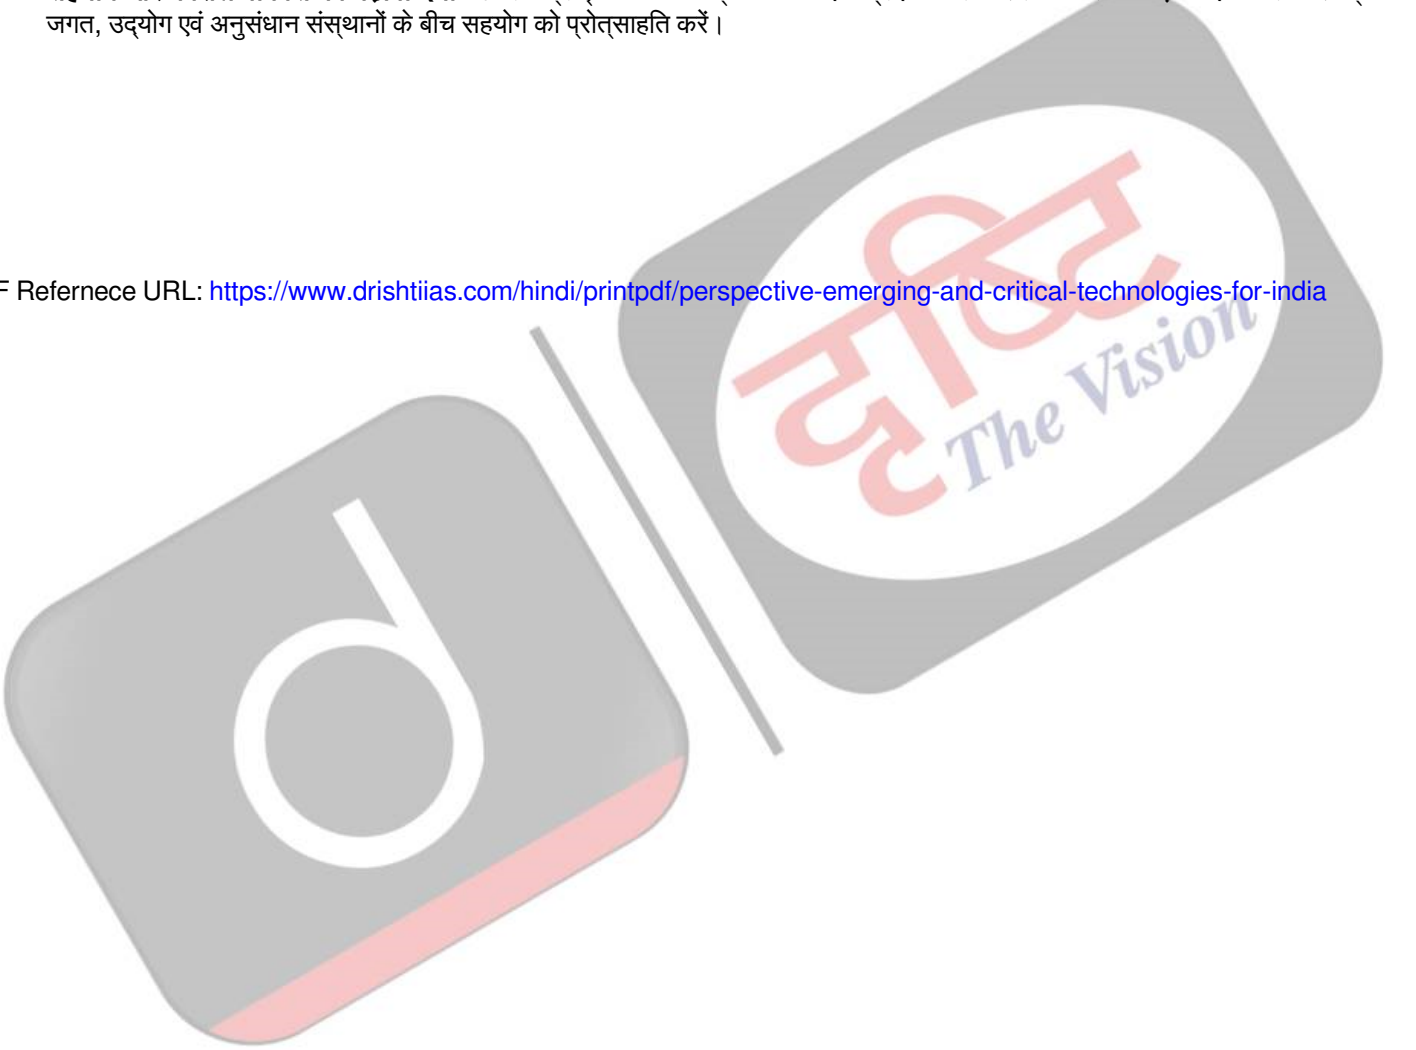 जगत, उद्योग एवं अनुसंधान संस्थानों के बीच सहयोग को प्रोत्साहति करें।
F Refernece URL: https://www.drishtiias.com/hindi/printpdf/perspective-emerging-and-critical-technologies-for-india
दृष्टि
The Vision
d